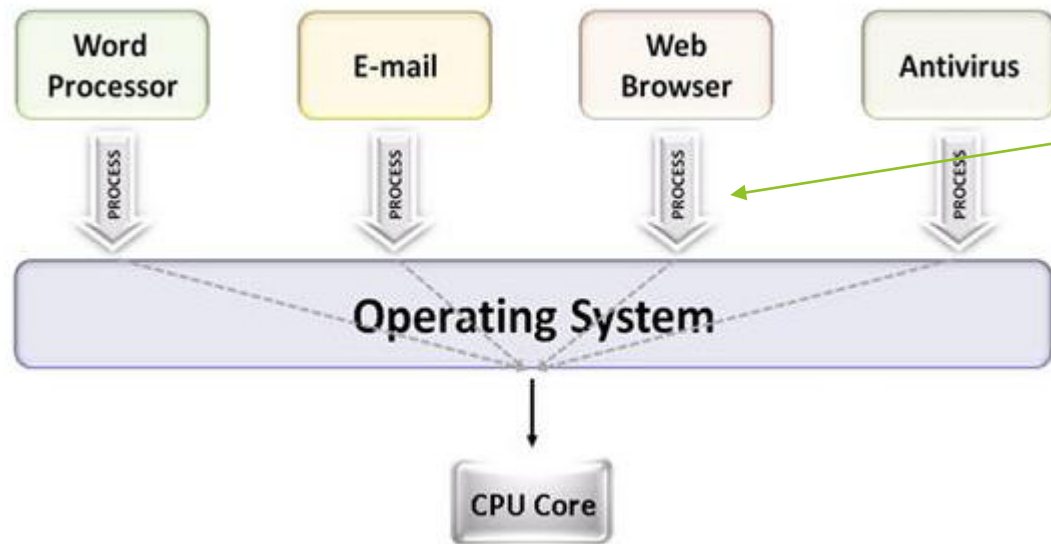 Word
Processor
E-mail
Web
Browser
Antivirus
PROCESS
PROCESS
PROCESS
PROCESS
Operating System
CPU Core